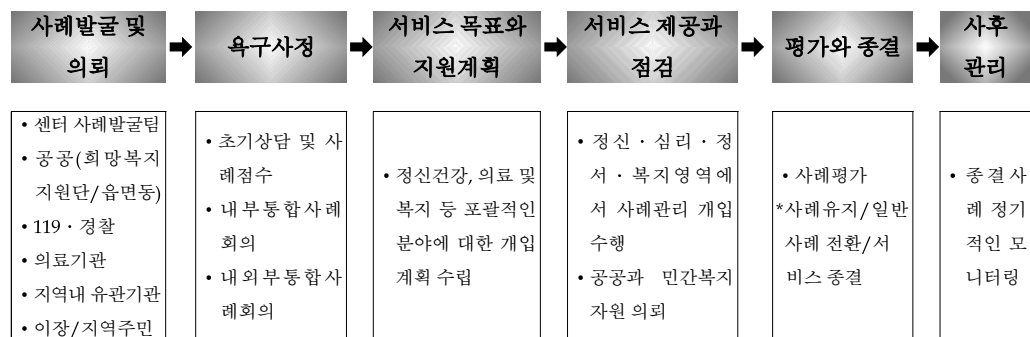 사례발굴 및
의뢰
욕구사정
서비스 목표와
지원계획
서비스 제공과
점검
평가와 종결
사후
관리
• 센터 사례발굴팀
• 공공(희망복지
지원단/읍면동)
• 119 · 경찰
• 의료기관
• 지역내 유관기관
• 이장/지역주민
• 초기상담 및 사
례접수
• 내부통합사례
회의
• 내외부통합사
례회의
• 정신건강, 의료 및
복지 등 포괄적인
분야에 대한 개입
계획 수립
• 정신 · 심리 · 정
서 · 복지영역에
서 사례관리 개입
수행
• 공공과 민간복지
자원 의뢰
• 사례평가
*사례유지/일반
사례 전환/서
비스 종결
• 종결사
례 정기
적인 모
니터링